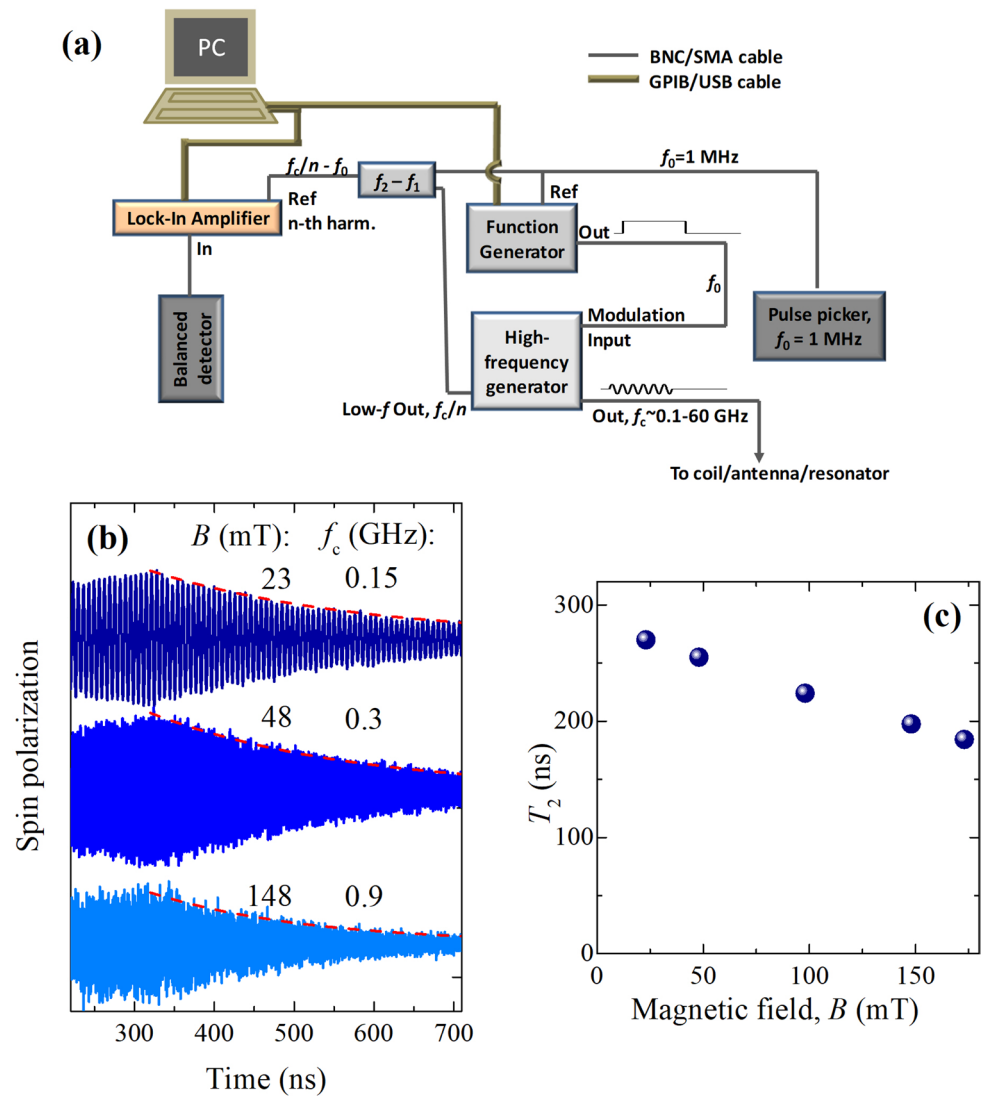 (a)
PC
BNC/SMA cable
GPIB/USB cable
fc/n - f0
f2 – f1
f0=1 MHz
Ref
n-th harm.
Lock-In Amplifier
In
Balanced
detector
Ref
Function
Generator
Out
f0
Modulation
Input
High-
frequency
generator
Pulse picker,
f0 = 1 MHz
Low-f Out, fc/n
Out, fc~0.1-60 GHz
To coil/antenna/resonator
(b)
B (mT): fc (GHz):
23 0.15
48 0.3
148 0.9
Spin polarization
300 400 500 600 700
Time (ns)
(c)
300
200
100
0
T2 (ns)
0 50 100 150
Magnetic field, B (mT)